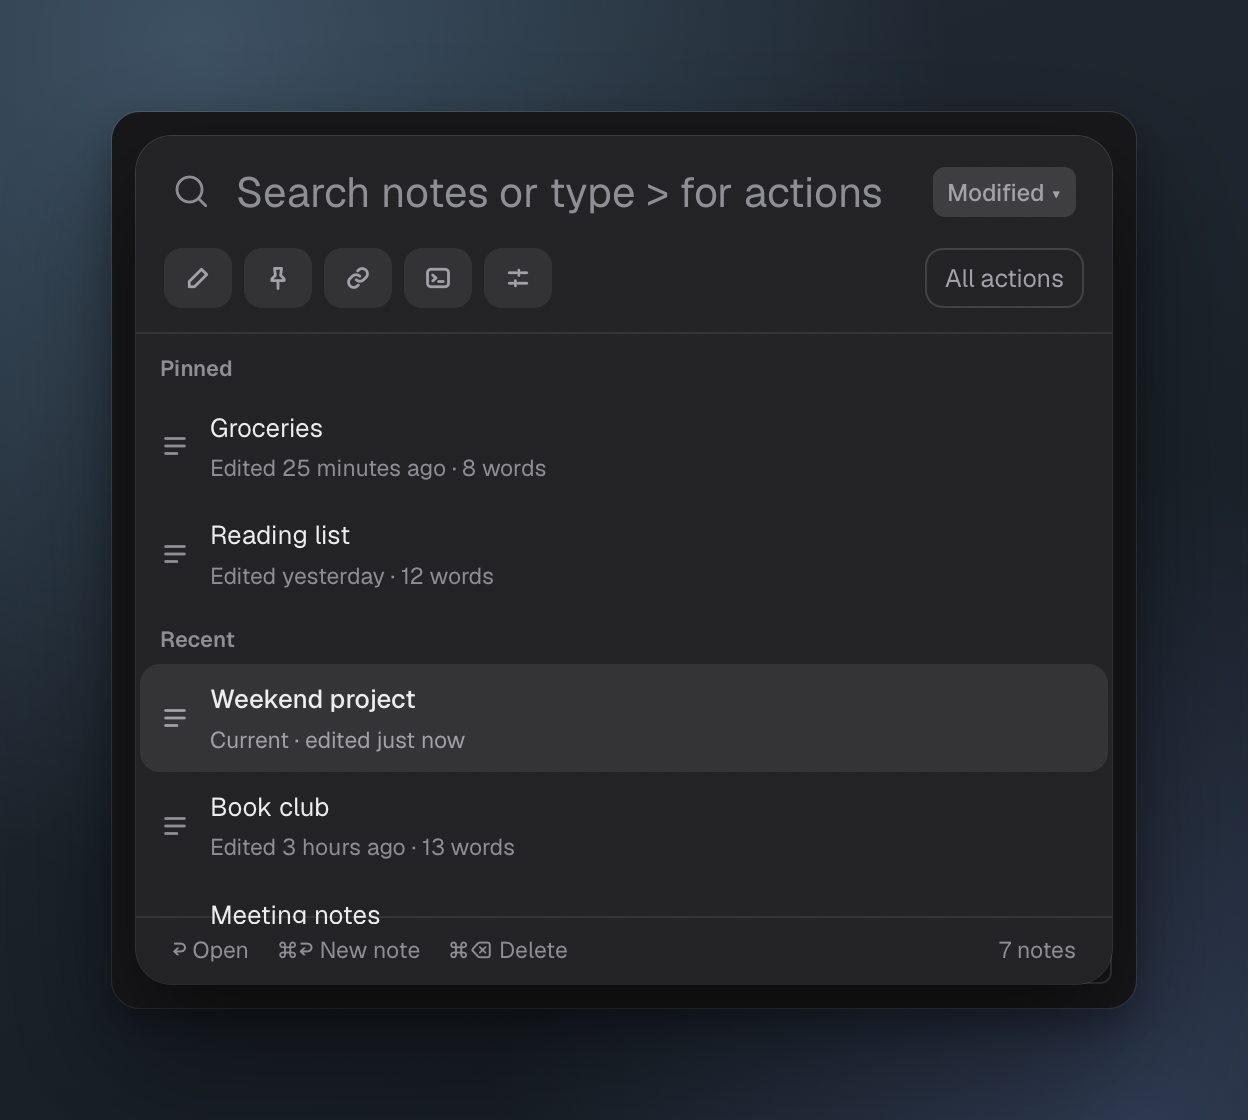 Search notes or type > for actions
Modified ▾
All actions
Pinned
Groceries
Edited 25 minutes ago · 8 words
Reading list
Edited yesterday · 12 words
Recent
Weekend project
Current · edited just now
Book club
Edited 3 hours ago · 13 words
Meeting notes
↩ Open ⌘↩ New note ⌘⌫ Delete 7 notes